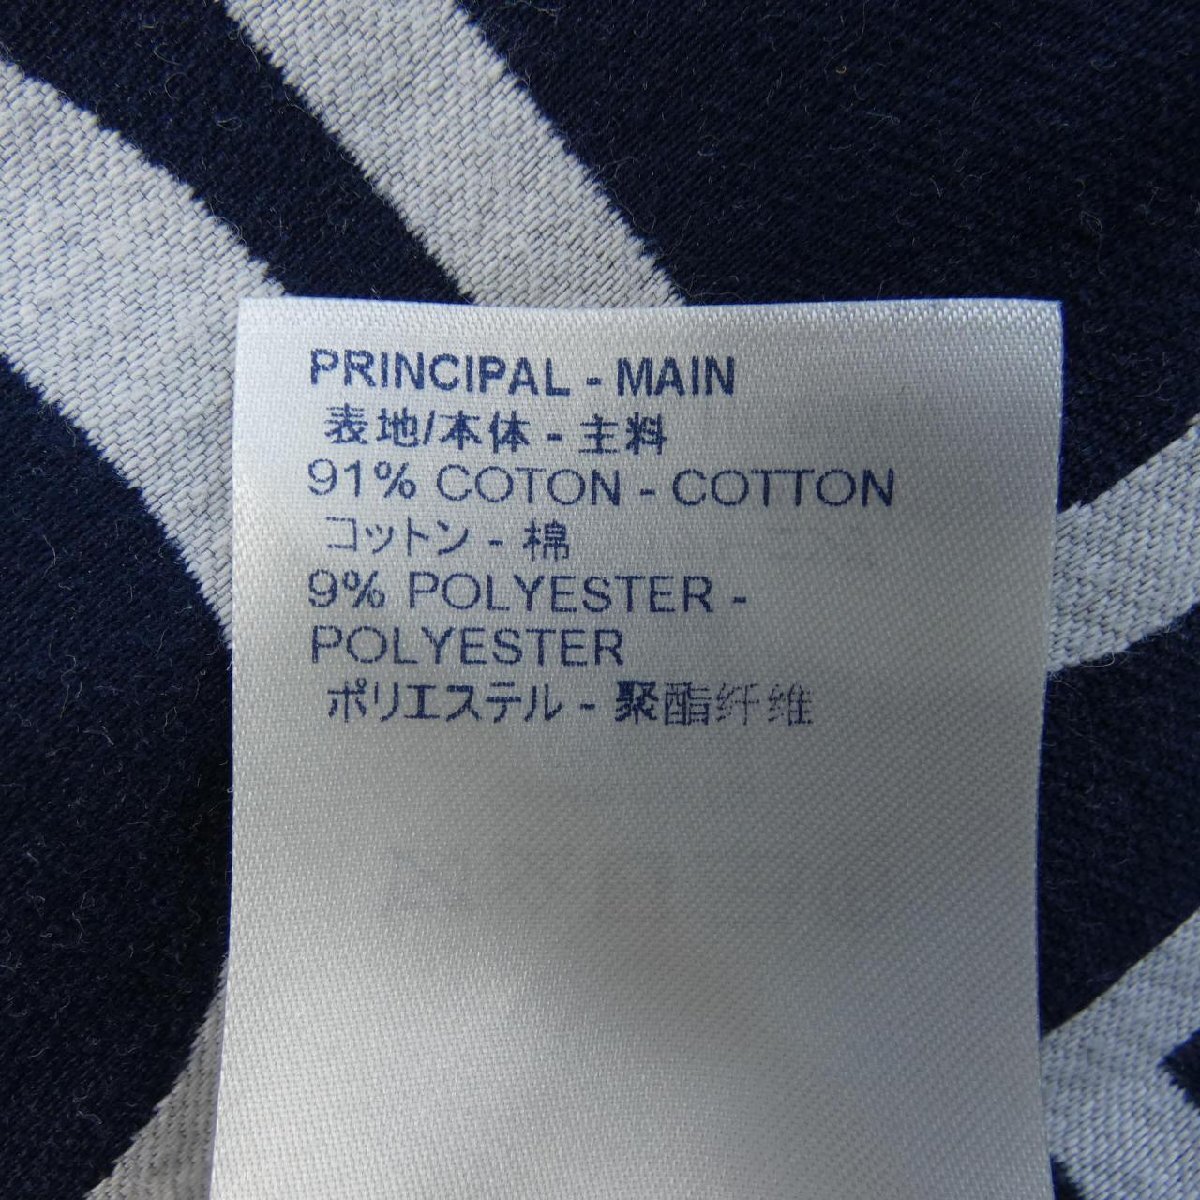 PRINCIPAL - MAIN
表地/本体 - 主料
91% COTON - COTTON
コットン - 棉
9% POLYESTER -
POLYESTER
ポリエステル - 聚酯纤维